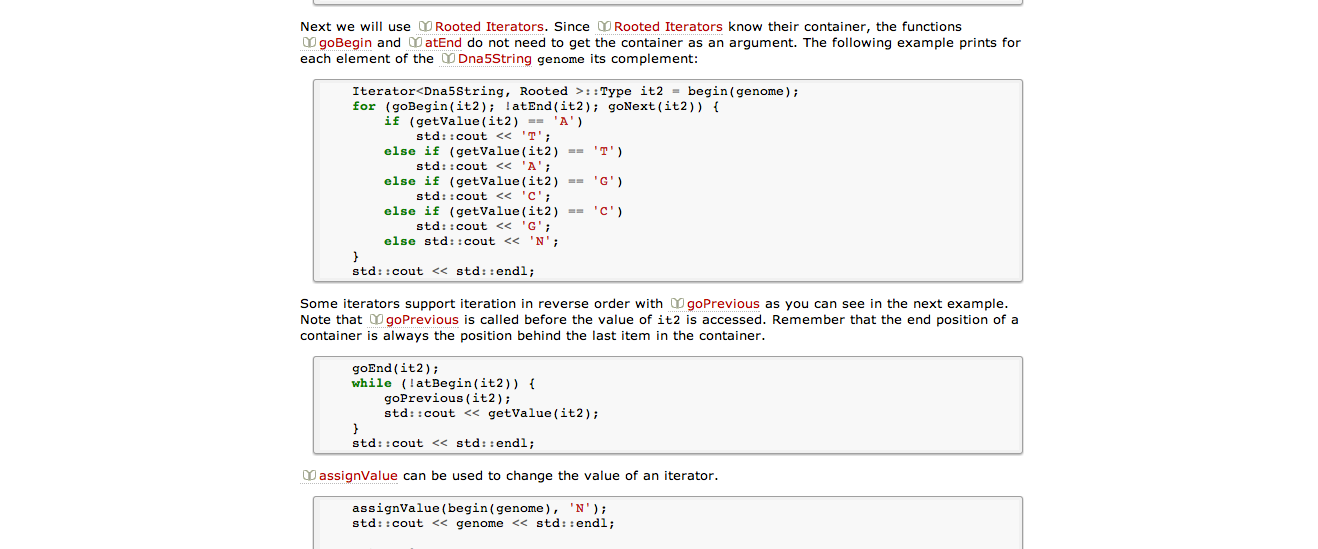 Next we will use Rooted Iterators. Since Rooted Iterators know their container, the functions
goBegin and atEnd do not need to get the container as an argument. The following example prints for
each element of the Dna5String genome its complement:
Iterator<Dna5String, Rooted >::Type it2 = begin(genome);
for (goBegin(it2); !atEnd(it2); goNext(it2)) {
    if (getValue(it2) == 'A')
        std::cout << 'T';
    else if (getValue(it2) == 'T')
        std::cout << 'A';
    else if (getValue(it2) == 'G')
        std::cout << 'C';
    else if (getValue(it2) == 'C')
        std::cout << 'G';
    else std::cout << 'N';
}
std::cout << std::endl;
Some iterators support iteration in reverse order with goPrevious as you can see in the next example.
Note that goPrevious is called before the value of it2 is accessed. Remember that the end position of a
container is always the position behind the last item in the container.
goEnd(it2);
while (!atBegin(it2)) {
    goPrevious(it2);
    std::cout << getValue(it2);
}
std::cout << std::endl;
assignValue can be used to change the value of an iterator.
assignValue(begin(genome), 'N');
std::cout << genome << std::endl;